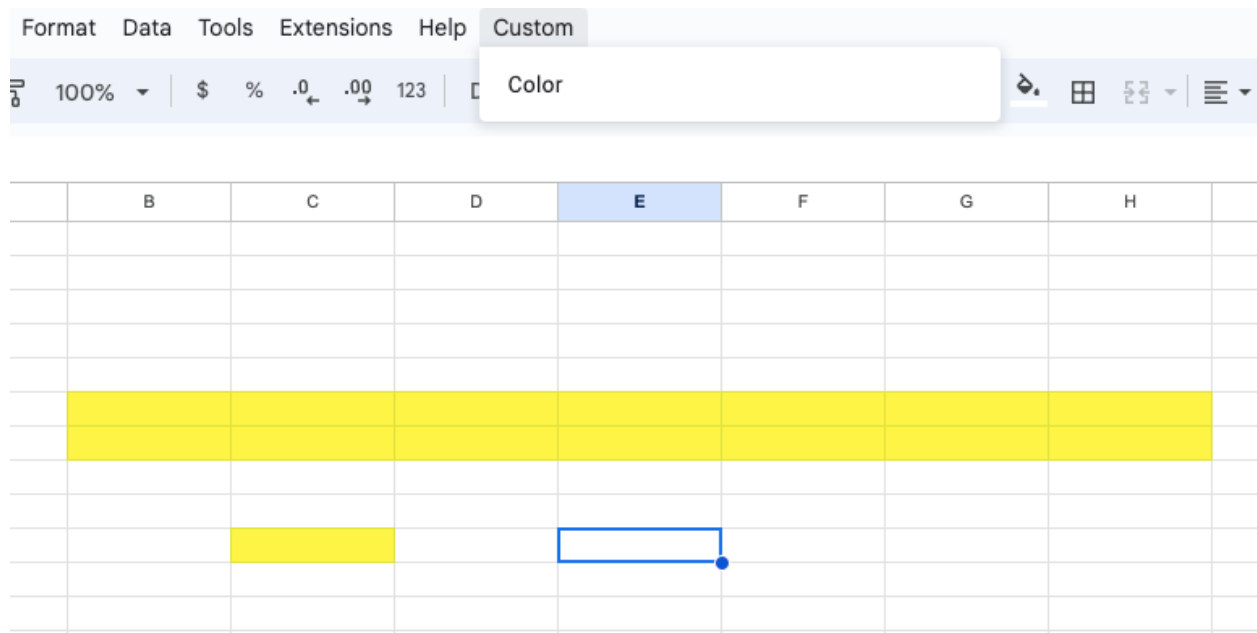 Format Data Tools Extensions Help Custom
100% $ % .0 .00 123
Color
B C D E F G H